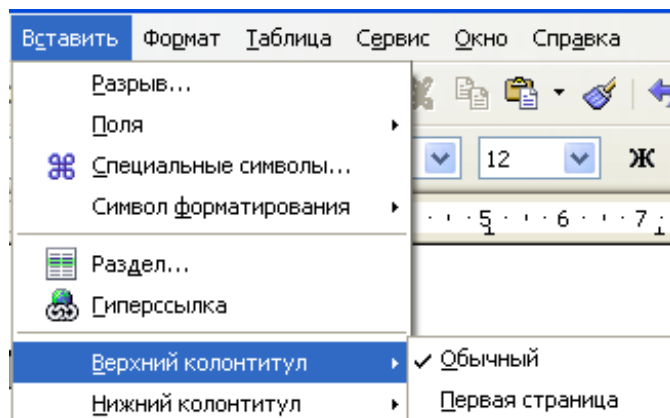 Вставить Формат Таблица Сервис Окно Справка
Разрыв...
Поля
Специальные символы...
12 Ж
Символ форматирования
5 6 7
Раздел...
Гиперссылка
Верхний колонтитул
Обычный
Нижний колонтитул
Первая страница